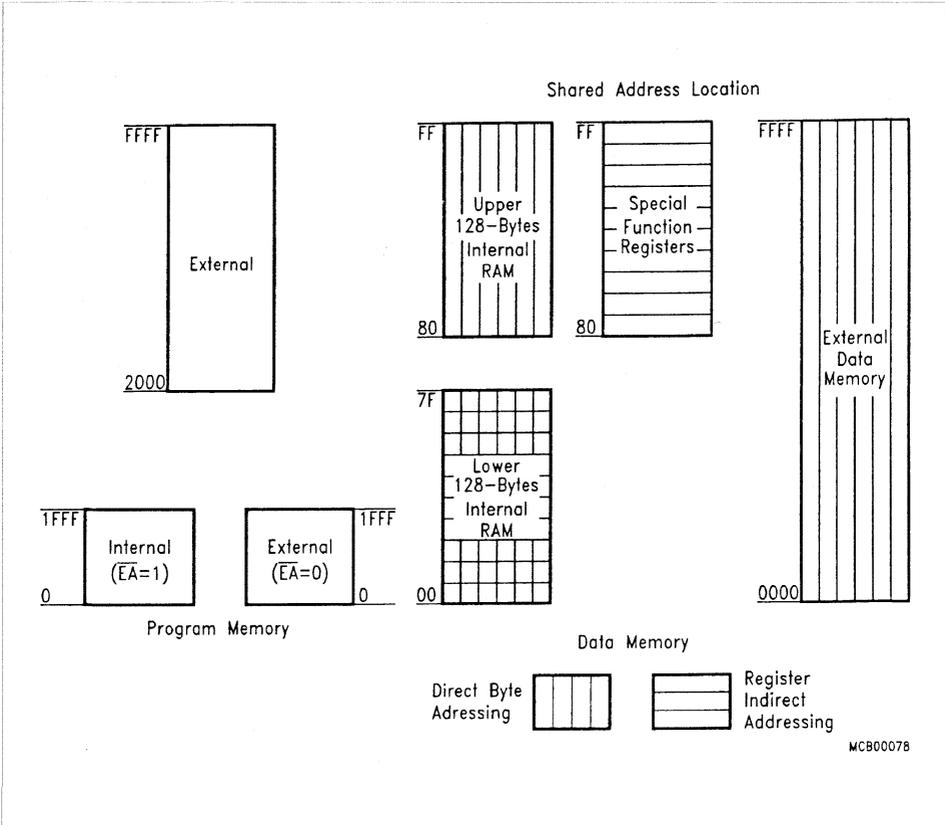 Shared Address Location
FFFF
External
2000
1FFF
Internal
(E̅A̅=1)
0
External
(E̅A̅=0)
1FFF
0
Program Memory
FF
Upper
128–Bytes
Internal
RAM
80
FF
Special
Function
Registers
80
7F
Lower
128–Bytes
Internal
RAM
00
FFFF
External
Data
Memory
0000
Data Memory
Direct Byte
Adressing
Register
Indirect
Addressing
MCB00078